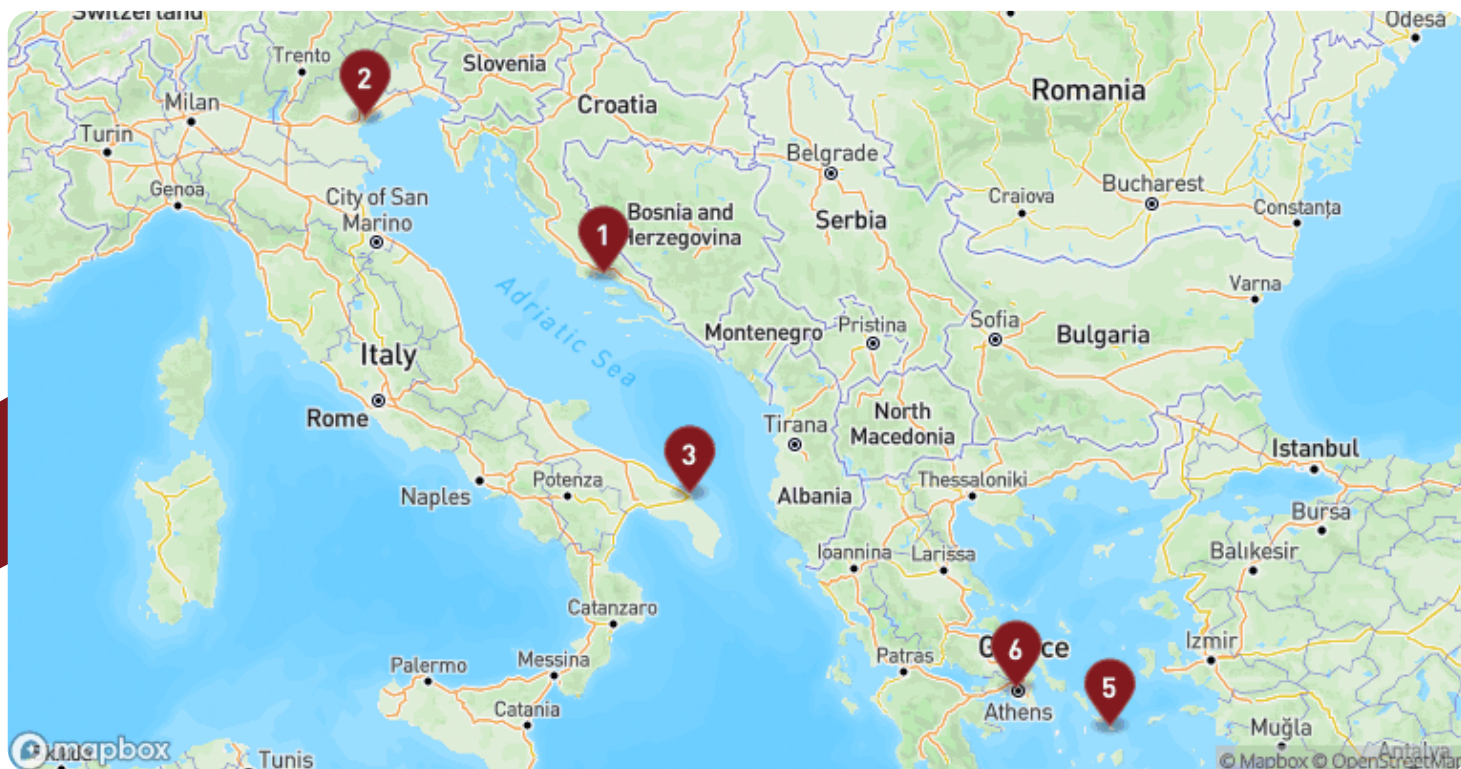 Switzerland
Odesa
Trento
2
Slovenia
Croatia
Romania
Milan
Turin
Belgrade
Genoa
City of San
Marino
1
Bosnia and
Herzegovina
Serbia
Craiova
Bucharest
Constanța
Adriatic Sea
Varna
Montenegro
Pristina
Sofia
Bulgaria
Italy
Rome
Tirana
North
Macedonia
Istanbul
3
Naples
Potenza
Albania
Thessaloniki
Bursa
Ioannina
Larissa
Balıkesir
Catanzaro
Izmir
Patras
Greece
6
Palermo
Messina
5
Catania
Athens
Muğla
mapbox
Tunis
Antalya
© Mapbox © OpenStreetMap